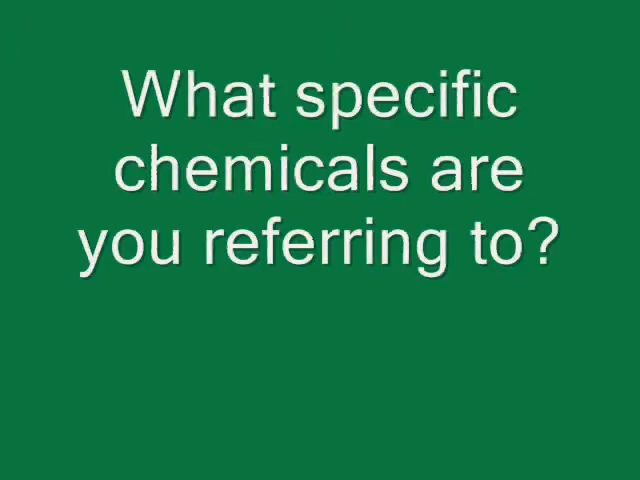 What specific
chemicals are
you referring to?